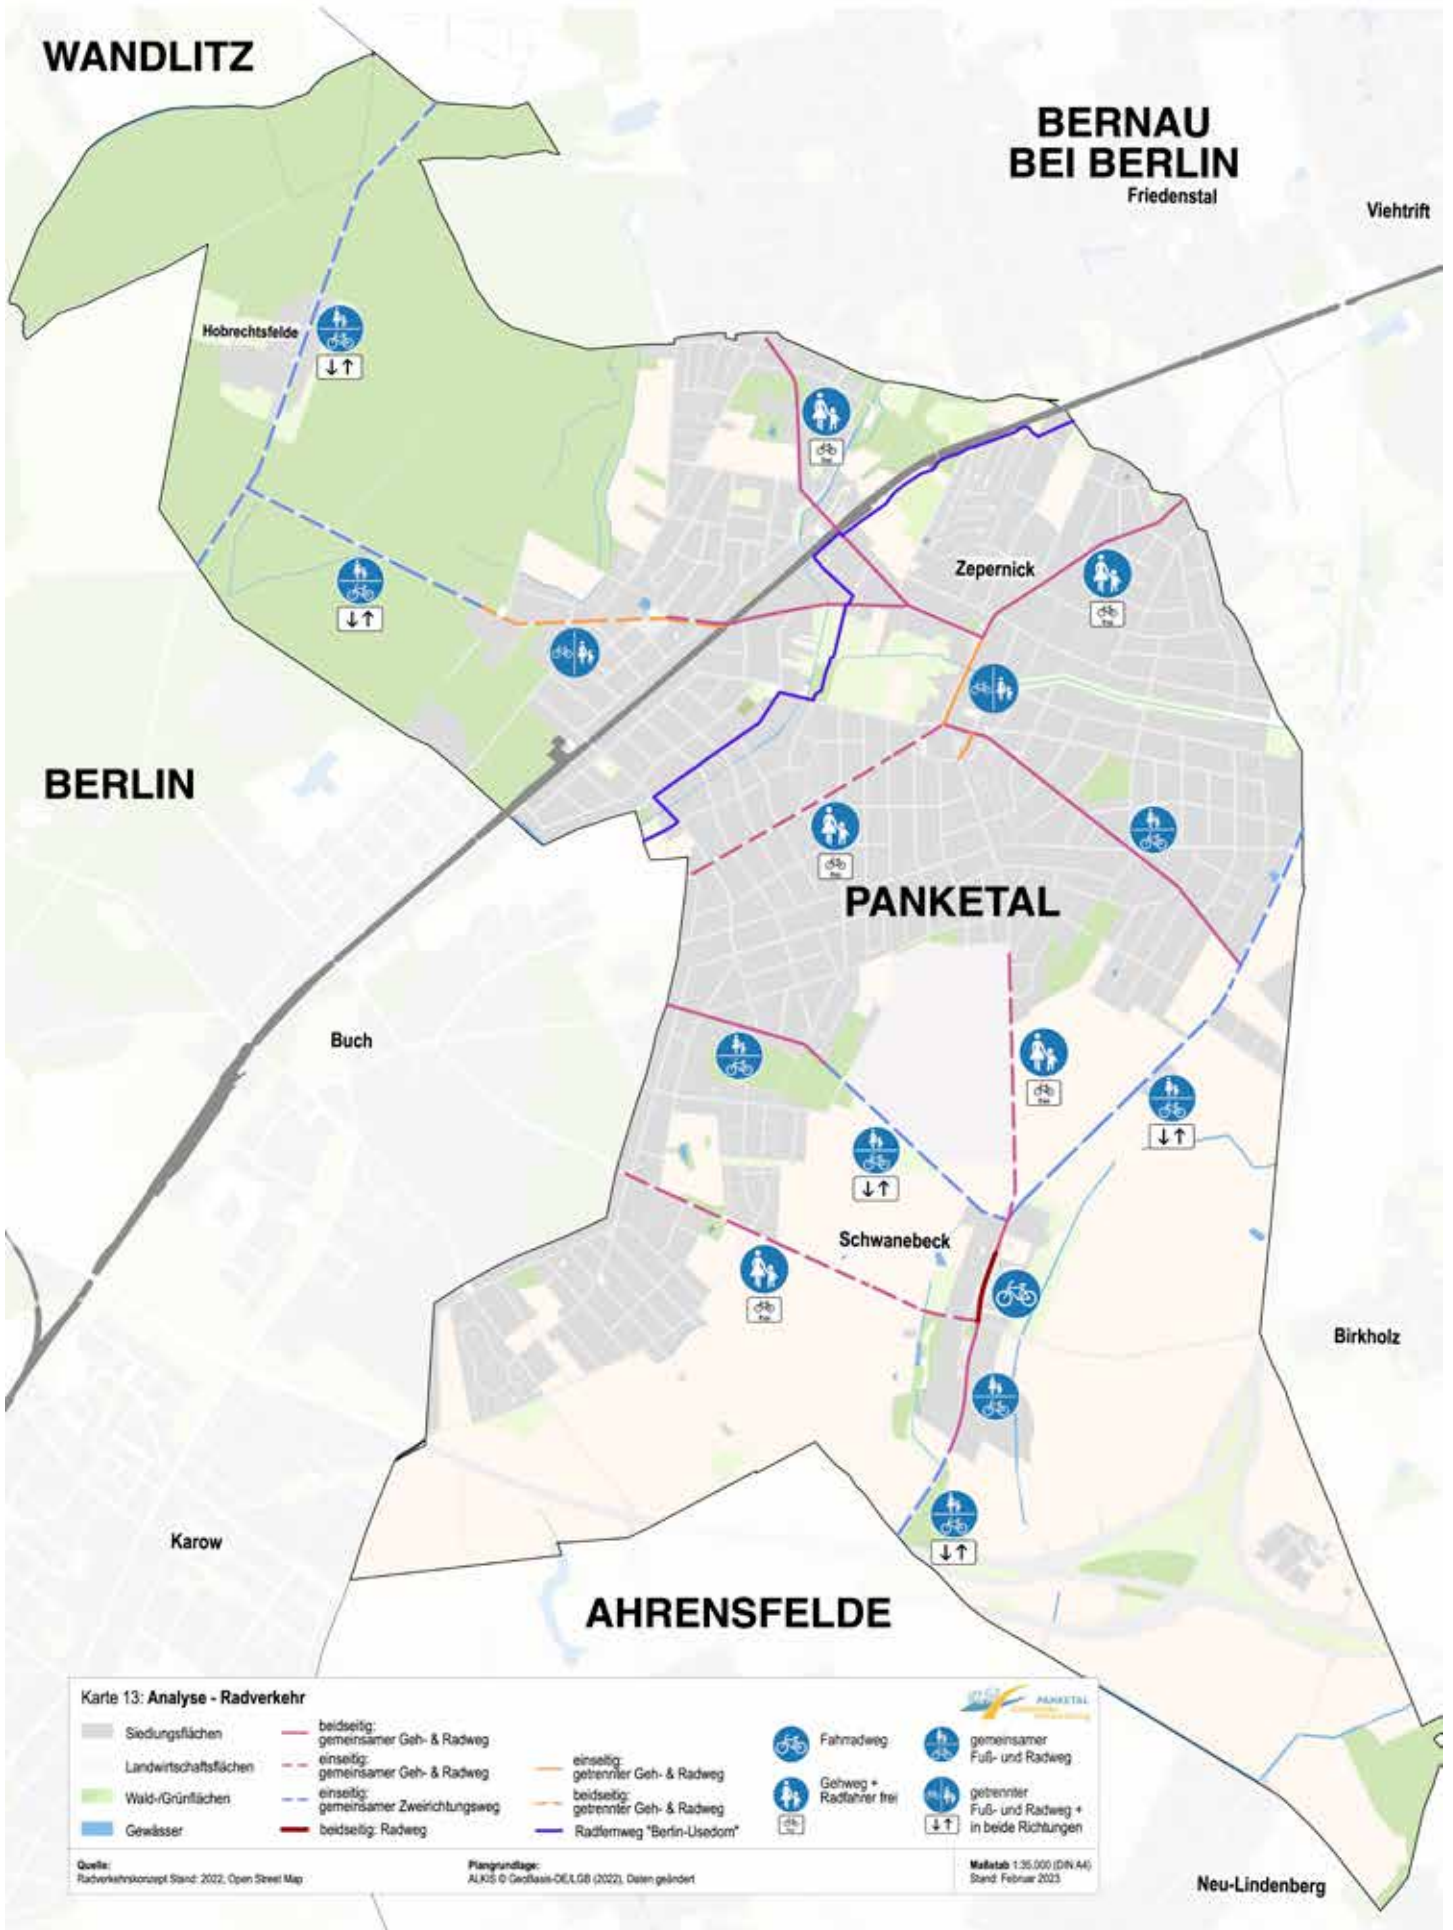 WANDLITZ
BERNAU
BEI BERLIN
Friedenstal
Viehtrift
Hobrechtsfelde
Zepernick
BERLIN
PANKETAL
Buch
Schwanebeck
Birkholz
Karow
AHRENSFELDE
Neu-Lindenberg
Karte 13: Analyse - Radverkehr
PANKETAL
Siedlungsflächen
Landwirtschaftsflächen
Wald-/Grünflächen
Gewässer
beidseitig:
gemeinsamer Geh- & Radweg
einseitig:
gemeinsamer Geh- & Radweg
einseitig:
gemeinsamer Zweirichtungsweg
beidseitig: Radweg
einseitig:
getrennter Geh- & Radweg
beidseitig:
getrennter Geh- & Radweg
Radfernweg "Berlin-Usedom"
Fahrradweg
Gehweg +
Radfahrer frei
gemeinsamer
Fuß- und Radweg
getrennter
Fuß- und Radweg +
in beide Richtungen
Quelle:
Radverkehrskonzept Stand: 2022, Open Street Map
Plangrundlage:
ALKIS © GeoBasis-DE/LGB (2022), Daten geändert
Maßstab 1:35.000 (DIN A4)
Stand: Februar 2023